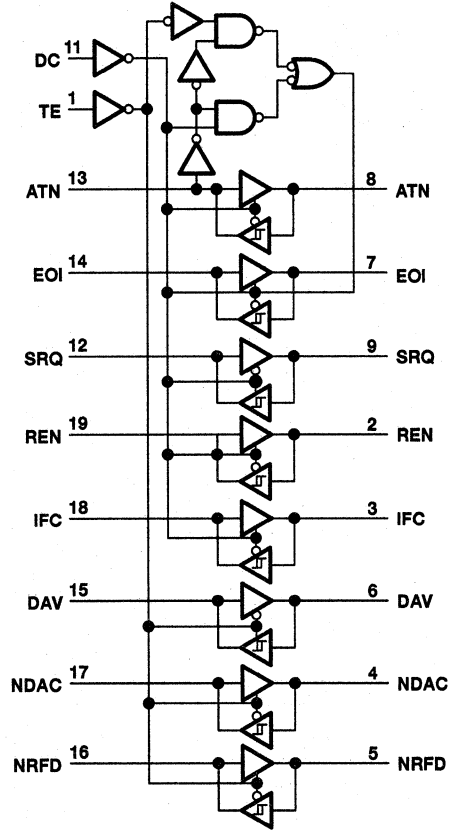 DC 11
TE 1
ATN 13 8 ATN
EOI 14 7 EOI
SRQ 12 9 SRQ
REN 19 2 REN
IFC 18 3 IFC
DAV 15 6 DAV
NDAC 17 4 NDAC
NRFD 16 5 NRFD